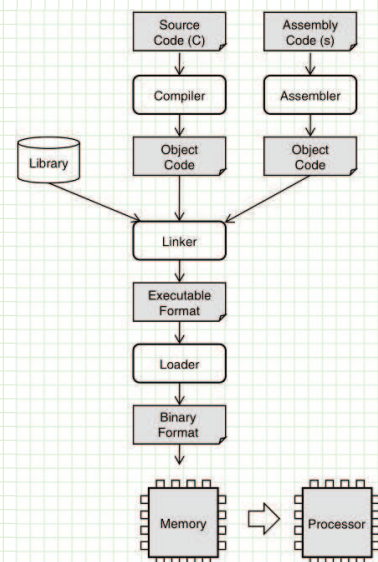 Source
Code (C)
Assembly
Code (s)
Compiler
Assembler
Object
Code
Object
Code
Library
Linker
Executable
Format
Loader
Binary
Format
Memory
Processor